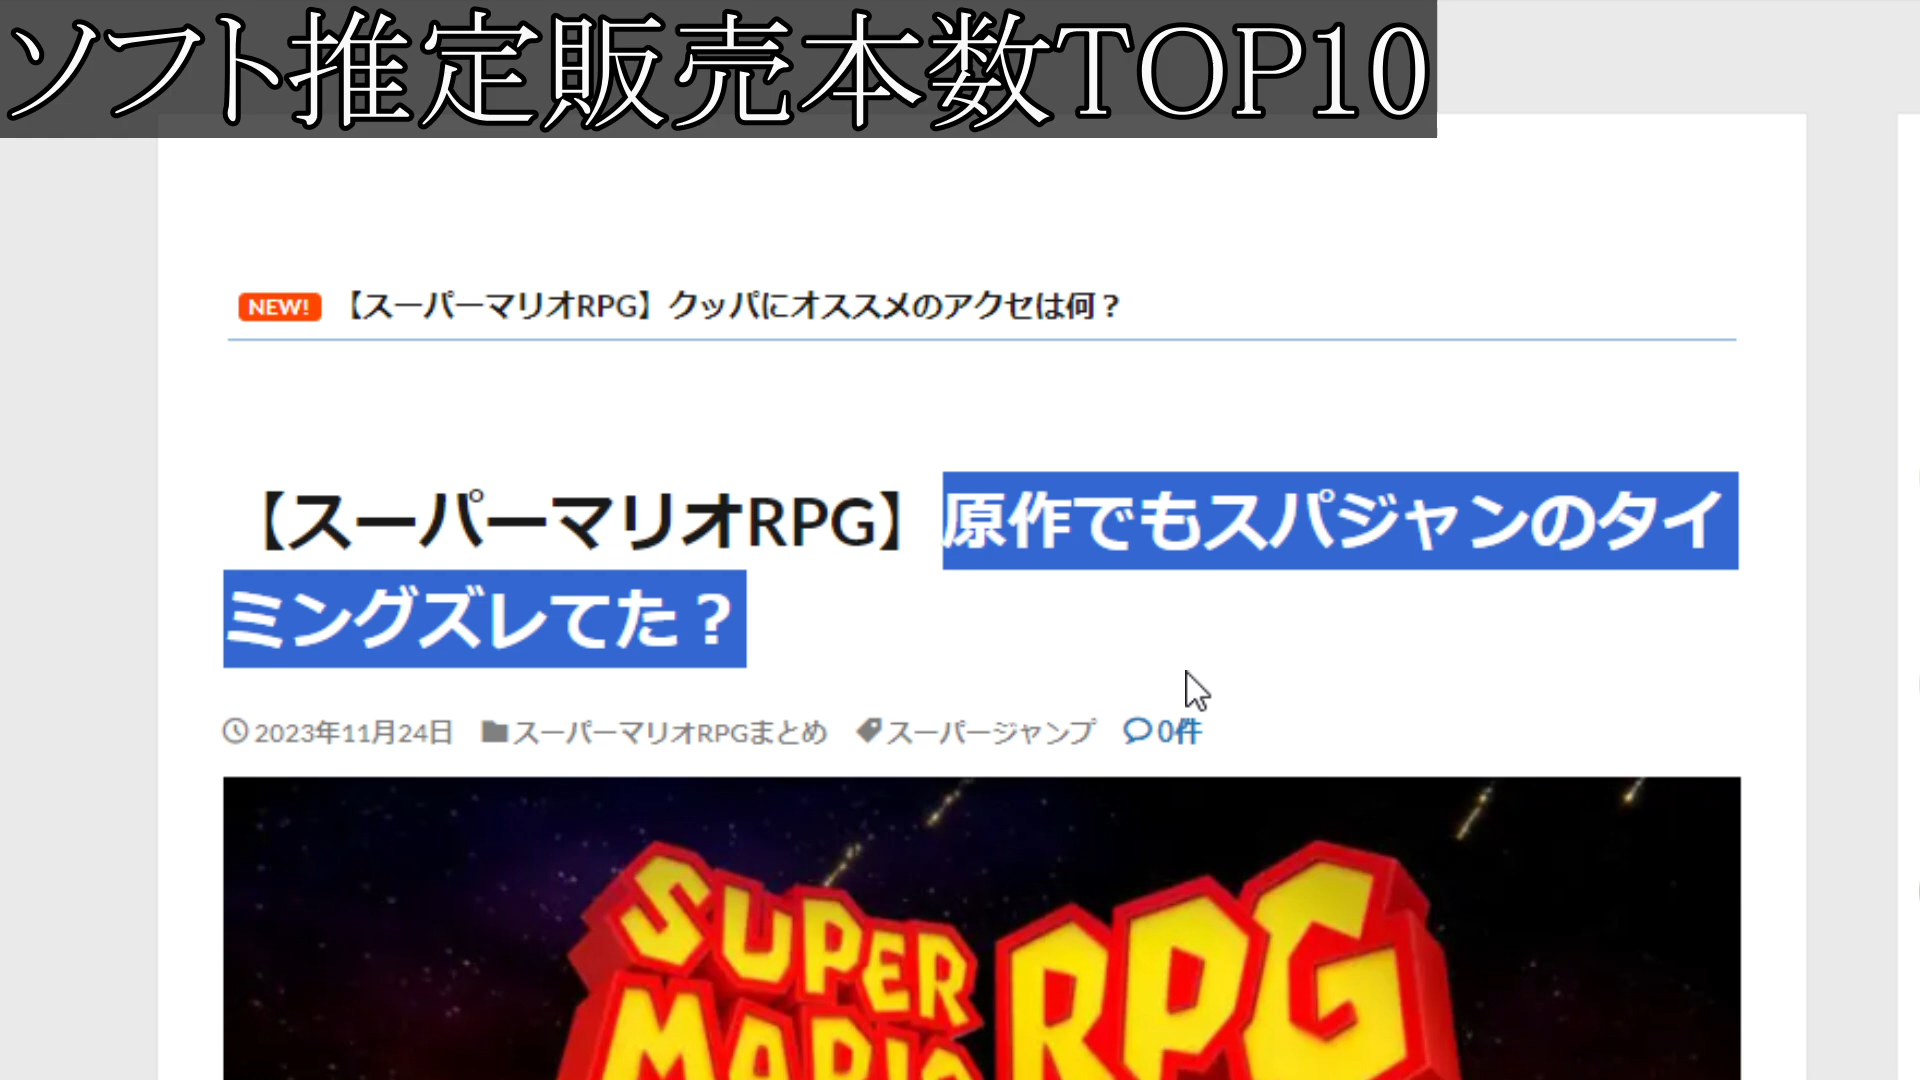 ソフト推定販売本数TOP10
NEW! 【スーパーマリオRPG】クッパにオススメのアクセは何？
【スーパーマリオRPG】原作でもスパジャンのタイ
ミングズレてた？
2023年11月24日 スーパーマリオRPGまとめ スーパージャンプ 0件
SUPER
MARIO
RPG